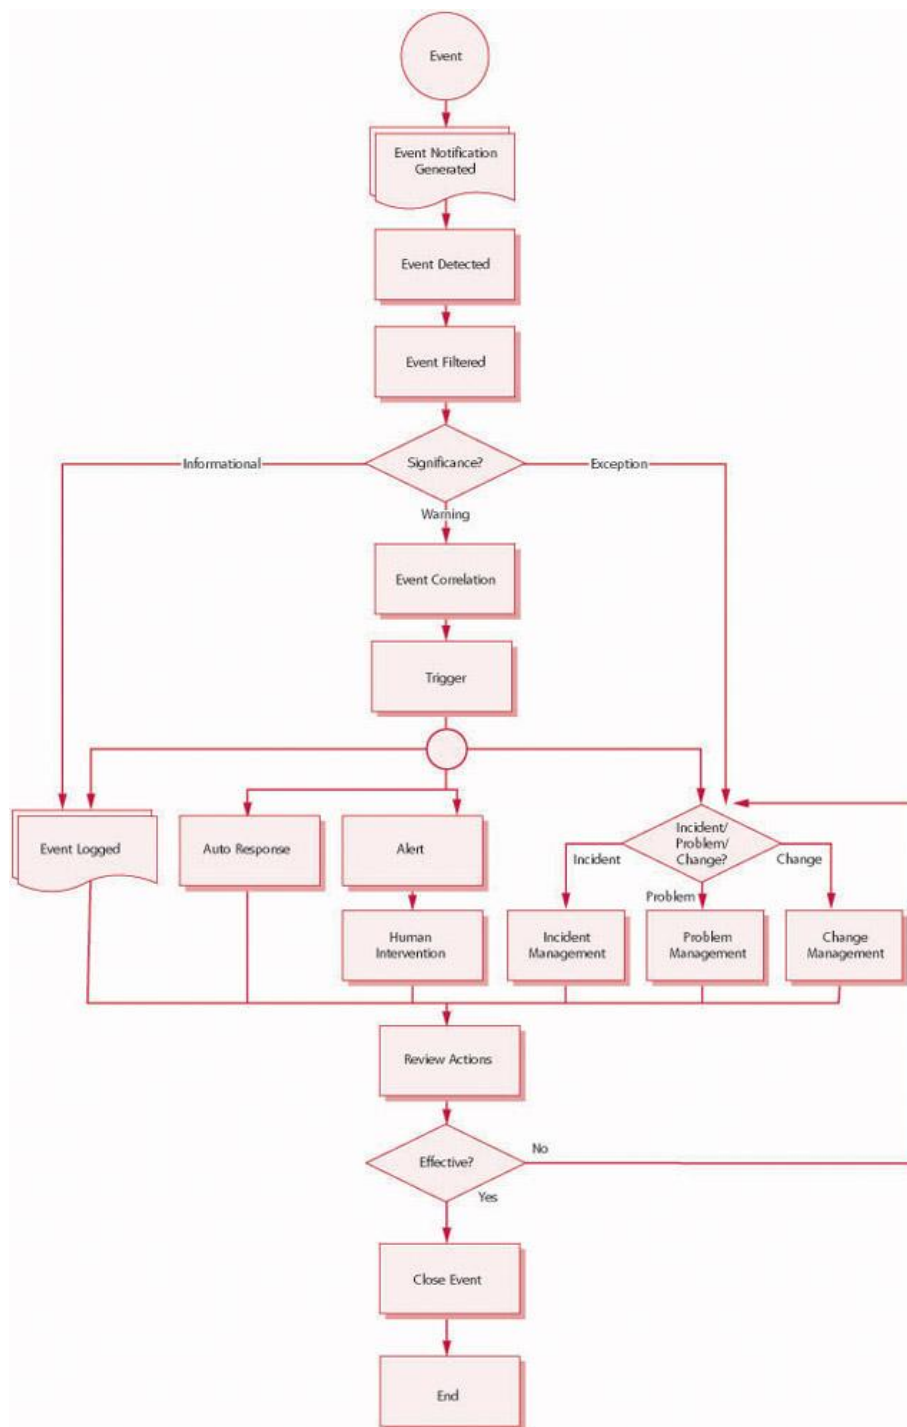 Event
Event Notification
Generated
Event Detected
Event Filtered
Informational
Significance?
Exception
Warning
Event Correlation
Trigger
Event Logged
Auto Response
Alert
Incident/
Problem/
Change?
Incident
Change
Problem
Human
Intervention
Incident
Management
Problem
Management
Change
Management
Review Actions
Effective?
No
Yes
Close Event
End